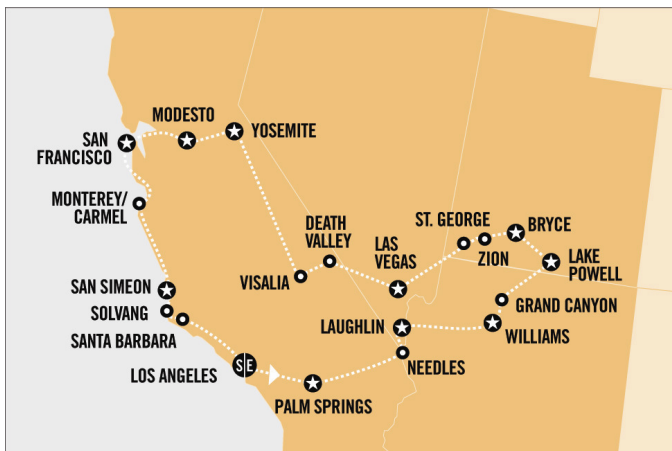 MODESTO
YOSEMITE
SAN
FRANCISCO
MONTEREY/
CARMEL
DEATH
VALLEY
ST. GEORGE
BRYCE
LAS
VEGAS
ZION
LAKE
POWELL
VISALIA
SAN SIMEON
SOLVANG
GRAND CANYON
LAUGHLIN
WILLIAMS
SANTA BARBARA
S E
LOS ANGELES
NEEDLES
PALM SPRINGS